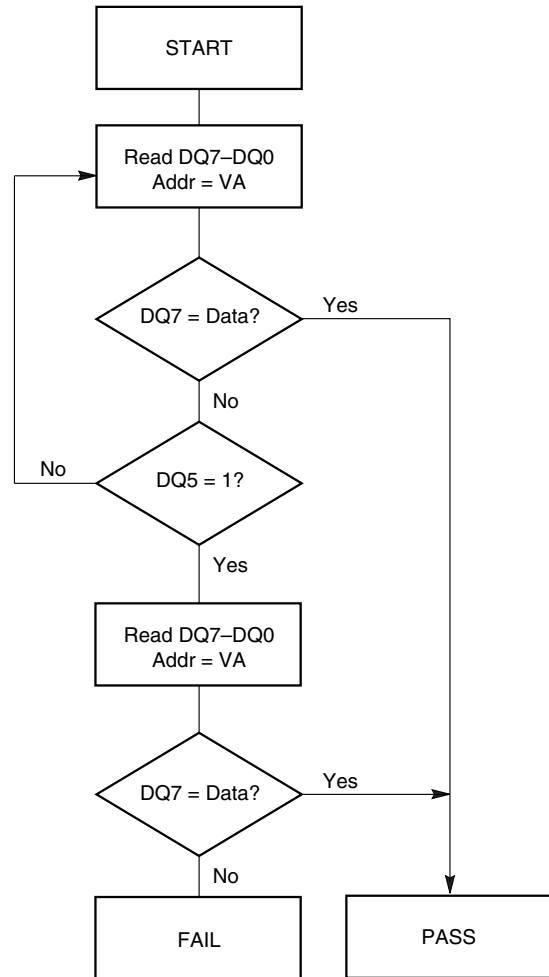 START
Read DQ7–DQ0
Addr = VA
DQ7 = Data?
Yes
No
No
DQ5 = 1?
Yes
Read DQ7–DQ0
Addr = VA
DQ7 = Data?
Yes
No
FAIL
PASS